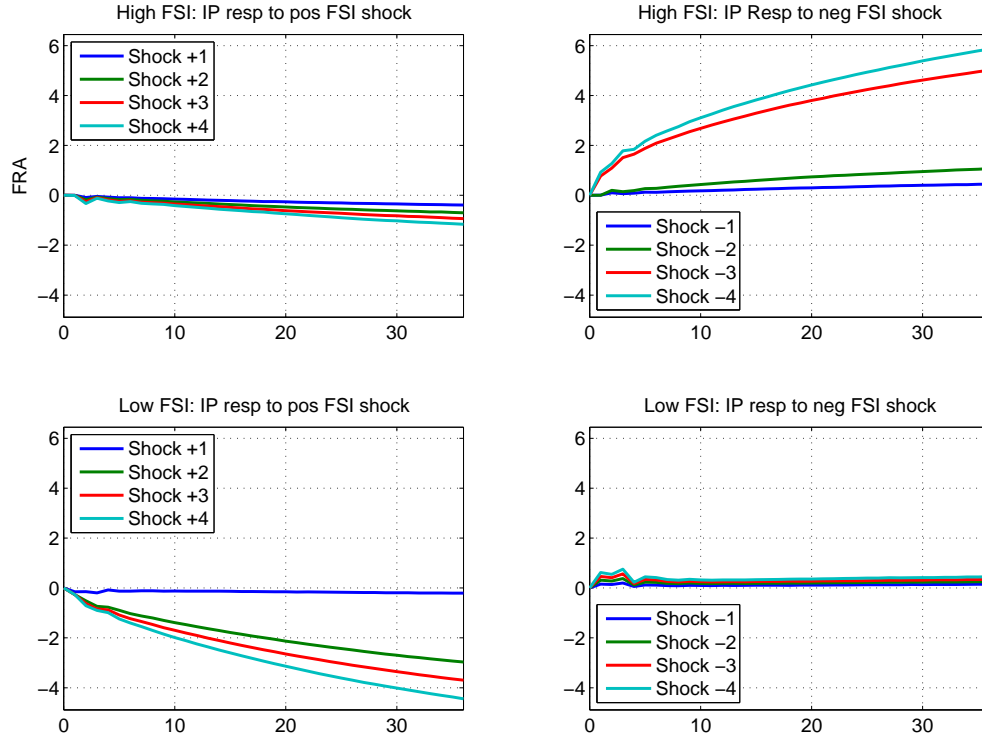 High FSI: IP resp to pos FSI shock
6
4
2
0
−2
−4
FRA
Shock +1
Shock +2
Shock +3
Shock +4
0
10
20
30
High FSI: IP Resp to neg FSI shock
6
4
2
0
−2
−4
Shock −1
Shock −2
Shock −3
Shock −4
0
10
20
30
Low FSI: IP resp to pos FSI shock
6
4
2
0
−2
−4
Shock +1
Shock +2
Shock +3
Shock +4
0
10
20
30
Low FSI: IP resp to neg FSI shock
6
4
2
0
−2
−4
Shock −1
Shock −2
Shock −3
Shock −4
0
10
20
30